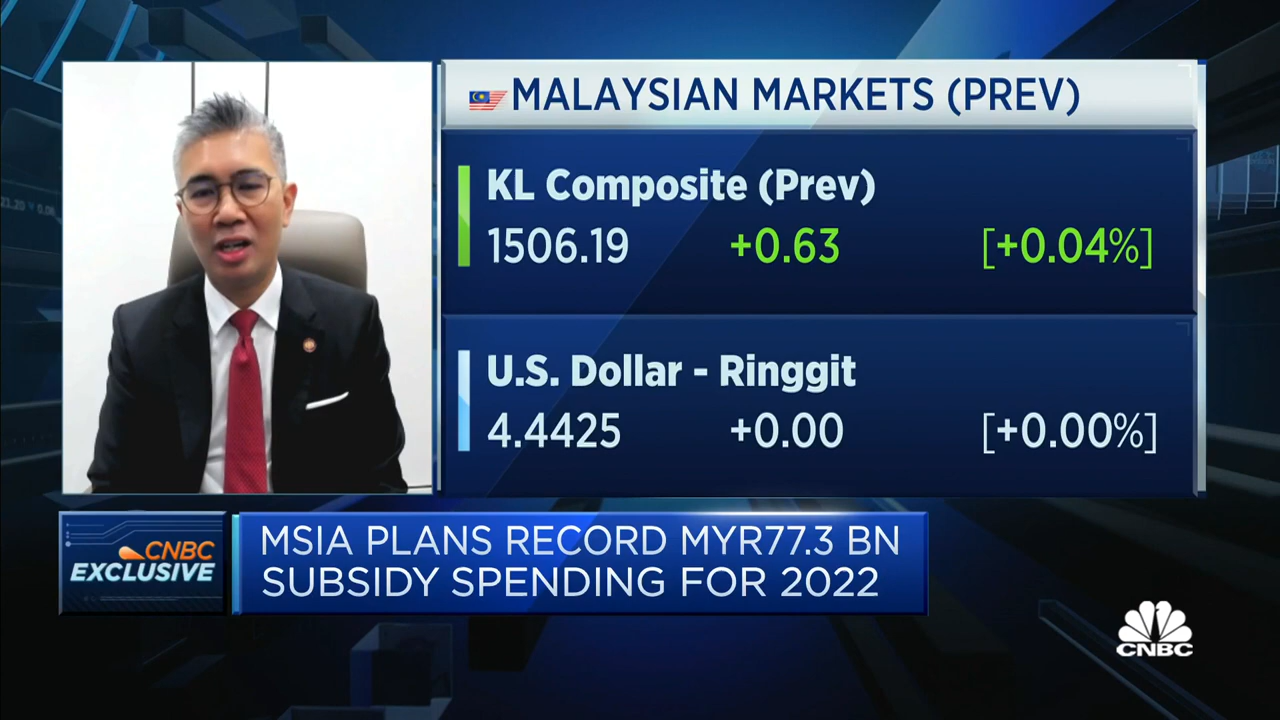 MALAYSIAN MARKETS (PREV)
KL Composite (Prev)
1506.19 +0.63 [+0.04%]
U.S. Dollar - Ringgit
4.4425 +0.00 [+0.00%]
CNBC
EXCLUSIVE
MSIA PLANS RECORD MYR77.3 BN
SUBSIDY SPENDING FOR 2022
CNBC